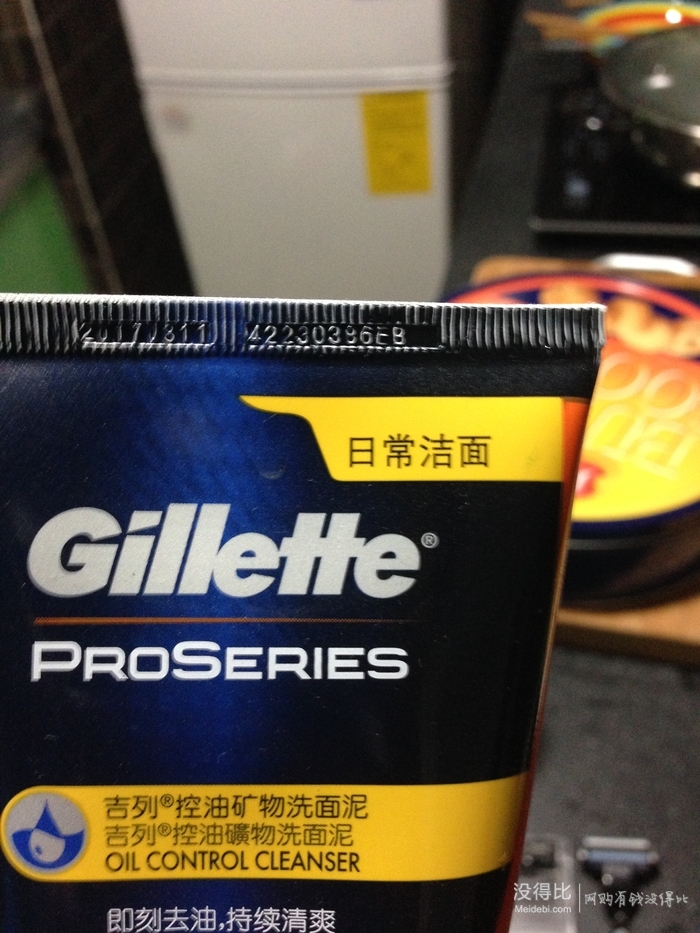 20170811 42230396EB
日常洁面
Gillette®
PROSERIES
吉列®控油矿物洗面泥
吉列®控油礦物洗面泥
OIL CONTROL CLEANSER
即刻去油,持续清爽
没得比
Meidebi.com
网购有钱没得比